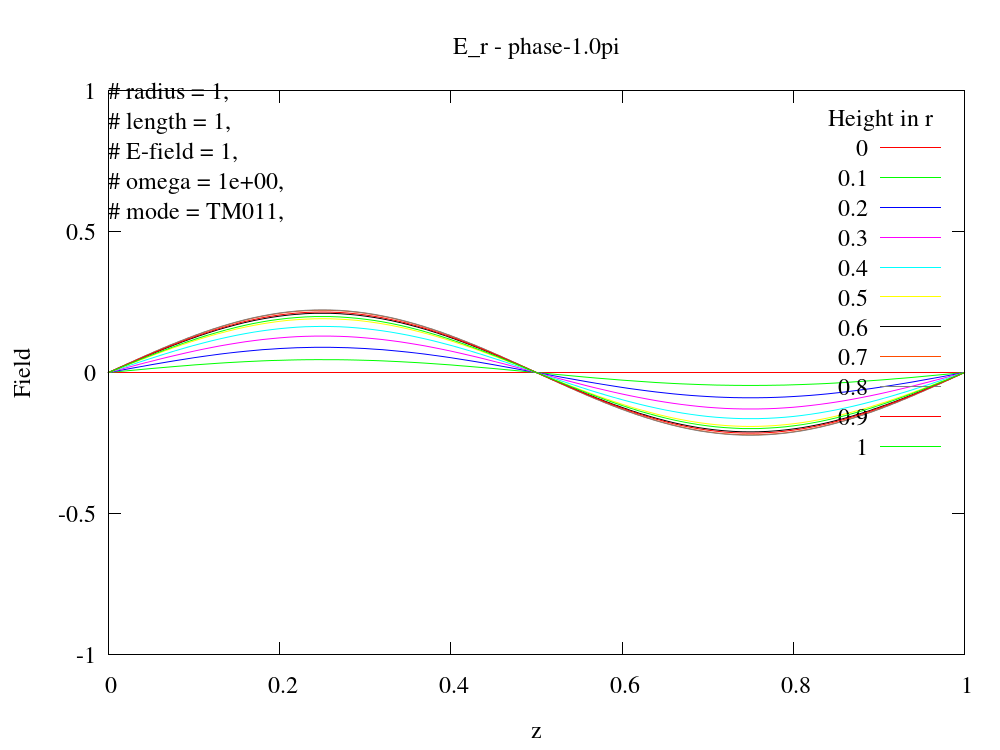 E_r - phase-1.0pi
# radius = 1,
# length = 1,
# E-field = 1,
# omega = 1e+00,
# mode = TM011,
Height in r
0
0.1
0.2
0.3
0.4
0.5
0.6
0.7
0.8
0.9
1
1
0.5
0
-0.5
-1
Field
0
0.2
0.4
0.6
0.8
1
z